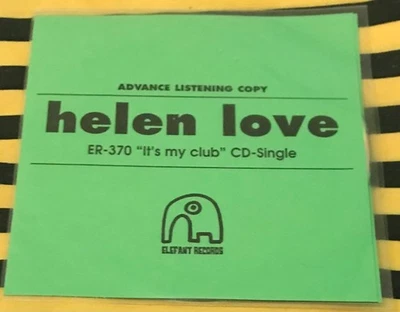 ADVANCE LISTENING COPY
helen love
ER-370 "It's my club" CD-Single
ELEFANT RECORDS